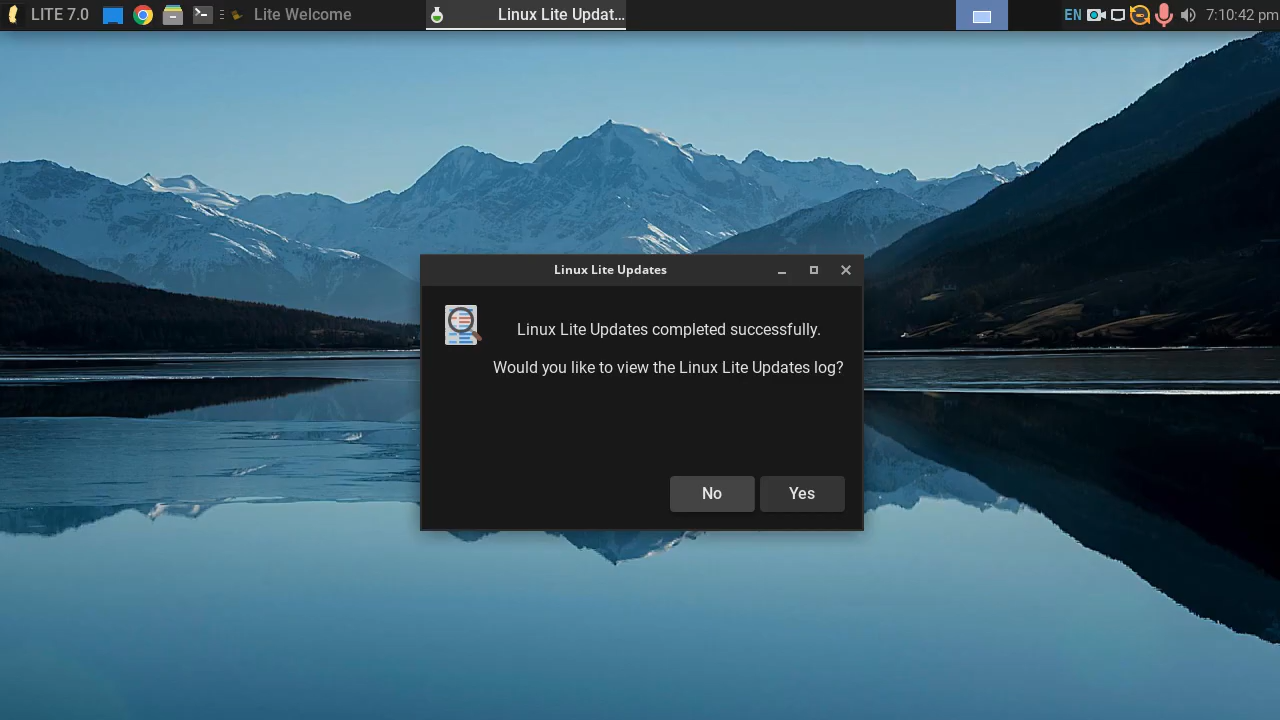 LITE 7.0
Lite Welcome
Linux Lite Updat...
EN
7:10:42 pm
Linux Lite Updates
Linux Lite Updates completed successfully.
Would you like to view the Linux Lite Updates log?
No
Yes